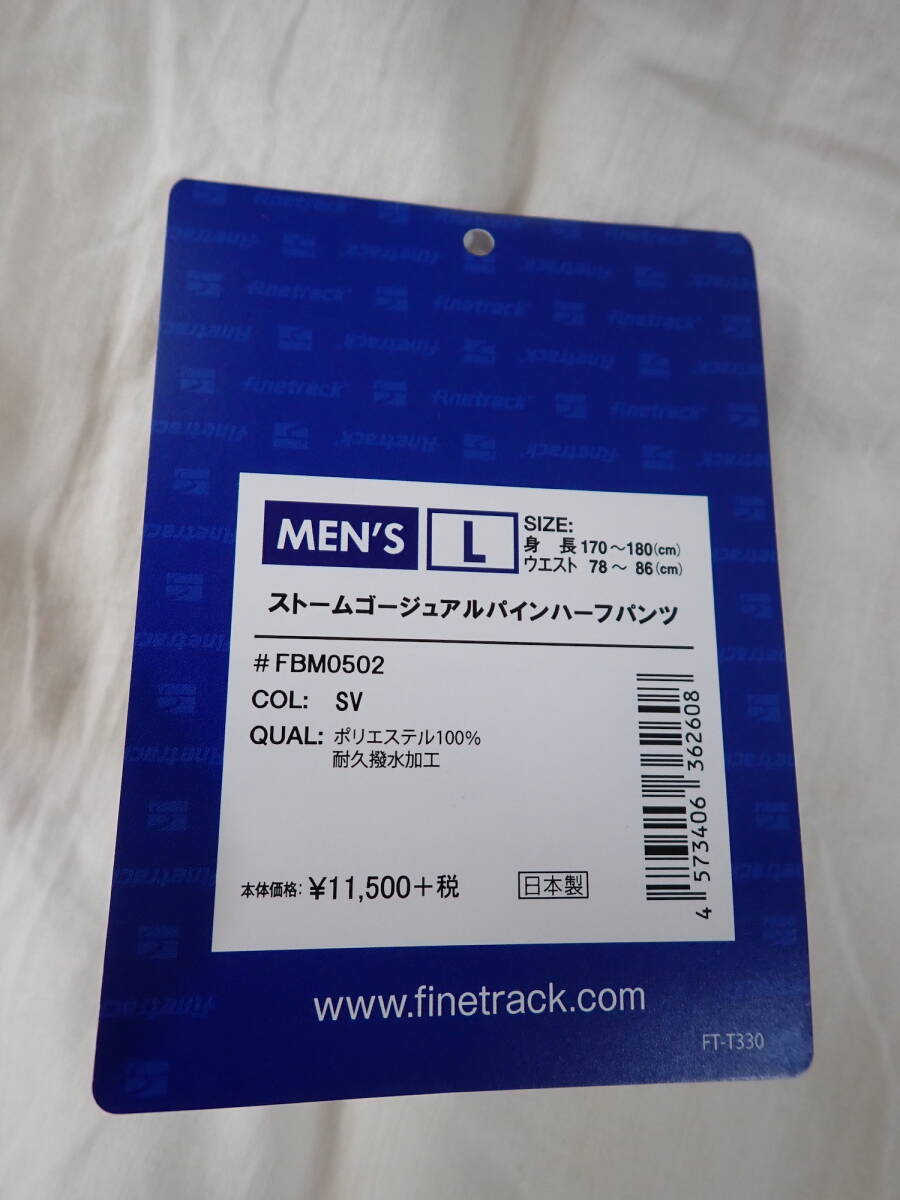 finetrack
MEN'S
L
SIZE:
身 長 170～180(cm)
ウエスト 78～ 86(cm)
ストームゴージュアルパインハーフパンツ
#FBM0502
COL: SV
QUAL: ポリエステル100%
耐久撥水加工
本体価格: ¥11,500+税
日本製
4 573406 362608
www.finetrack.com
FT-T330